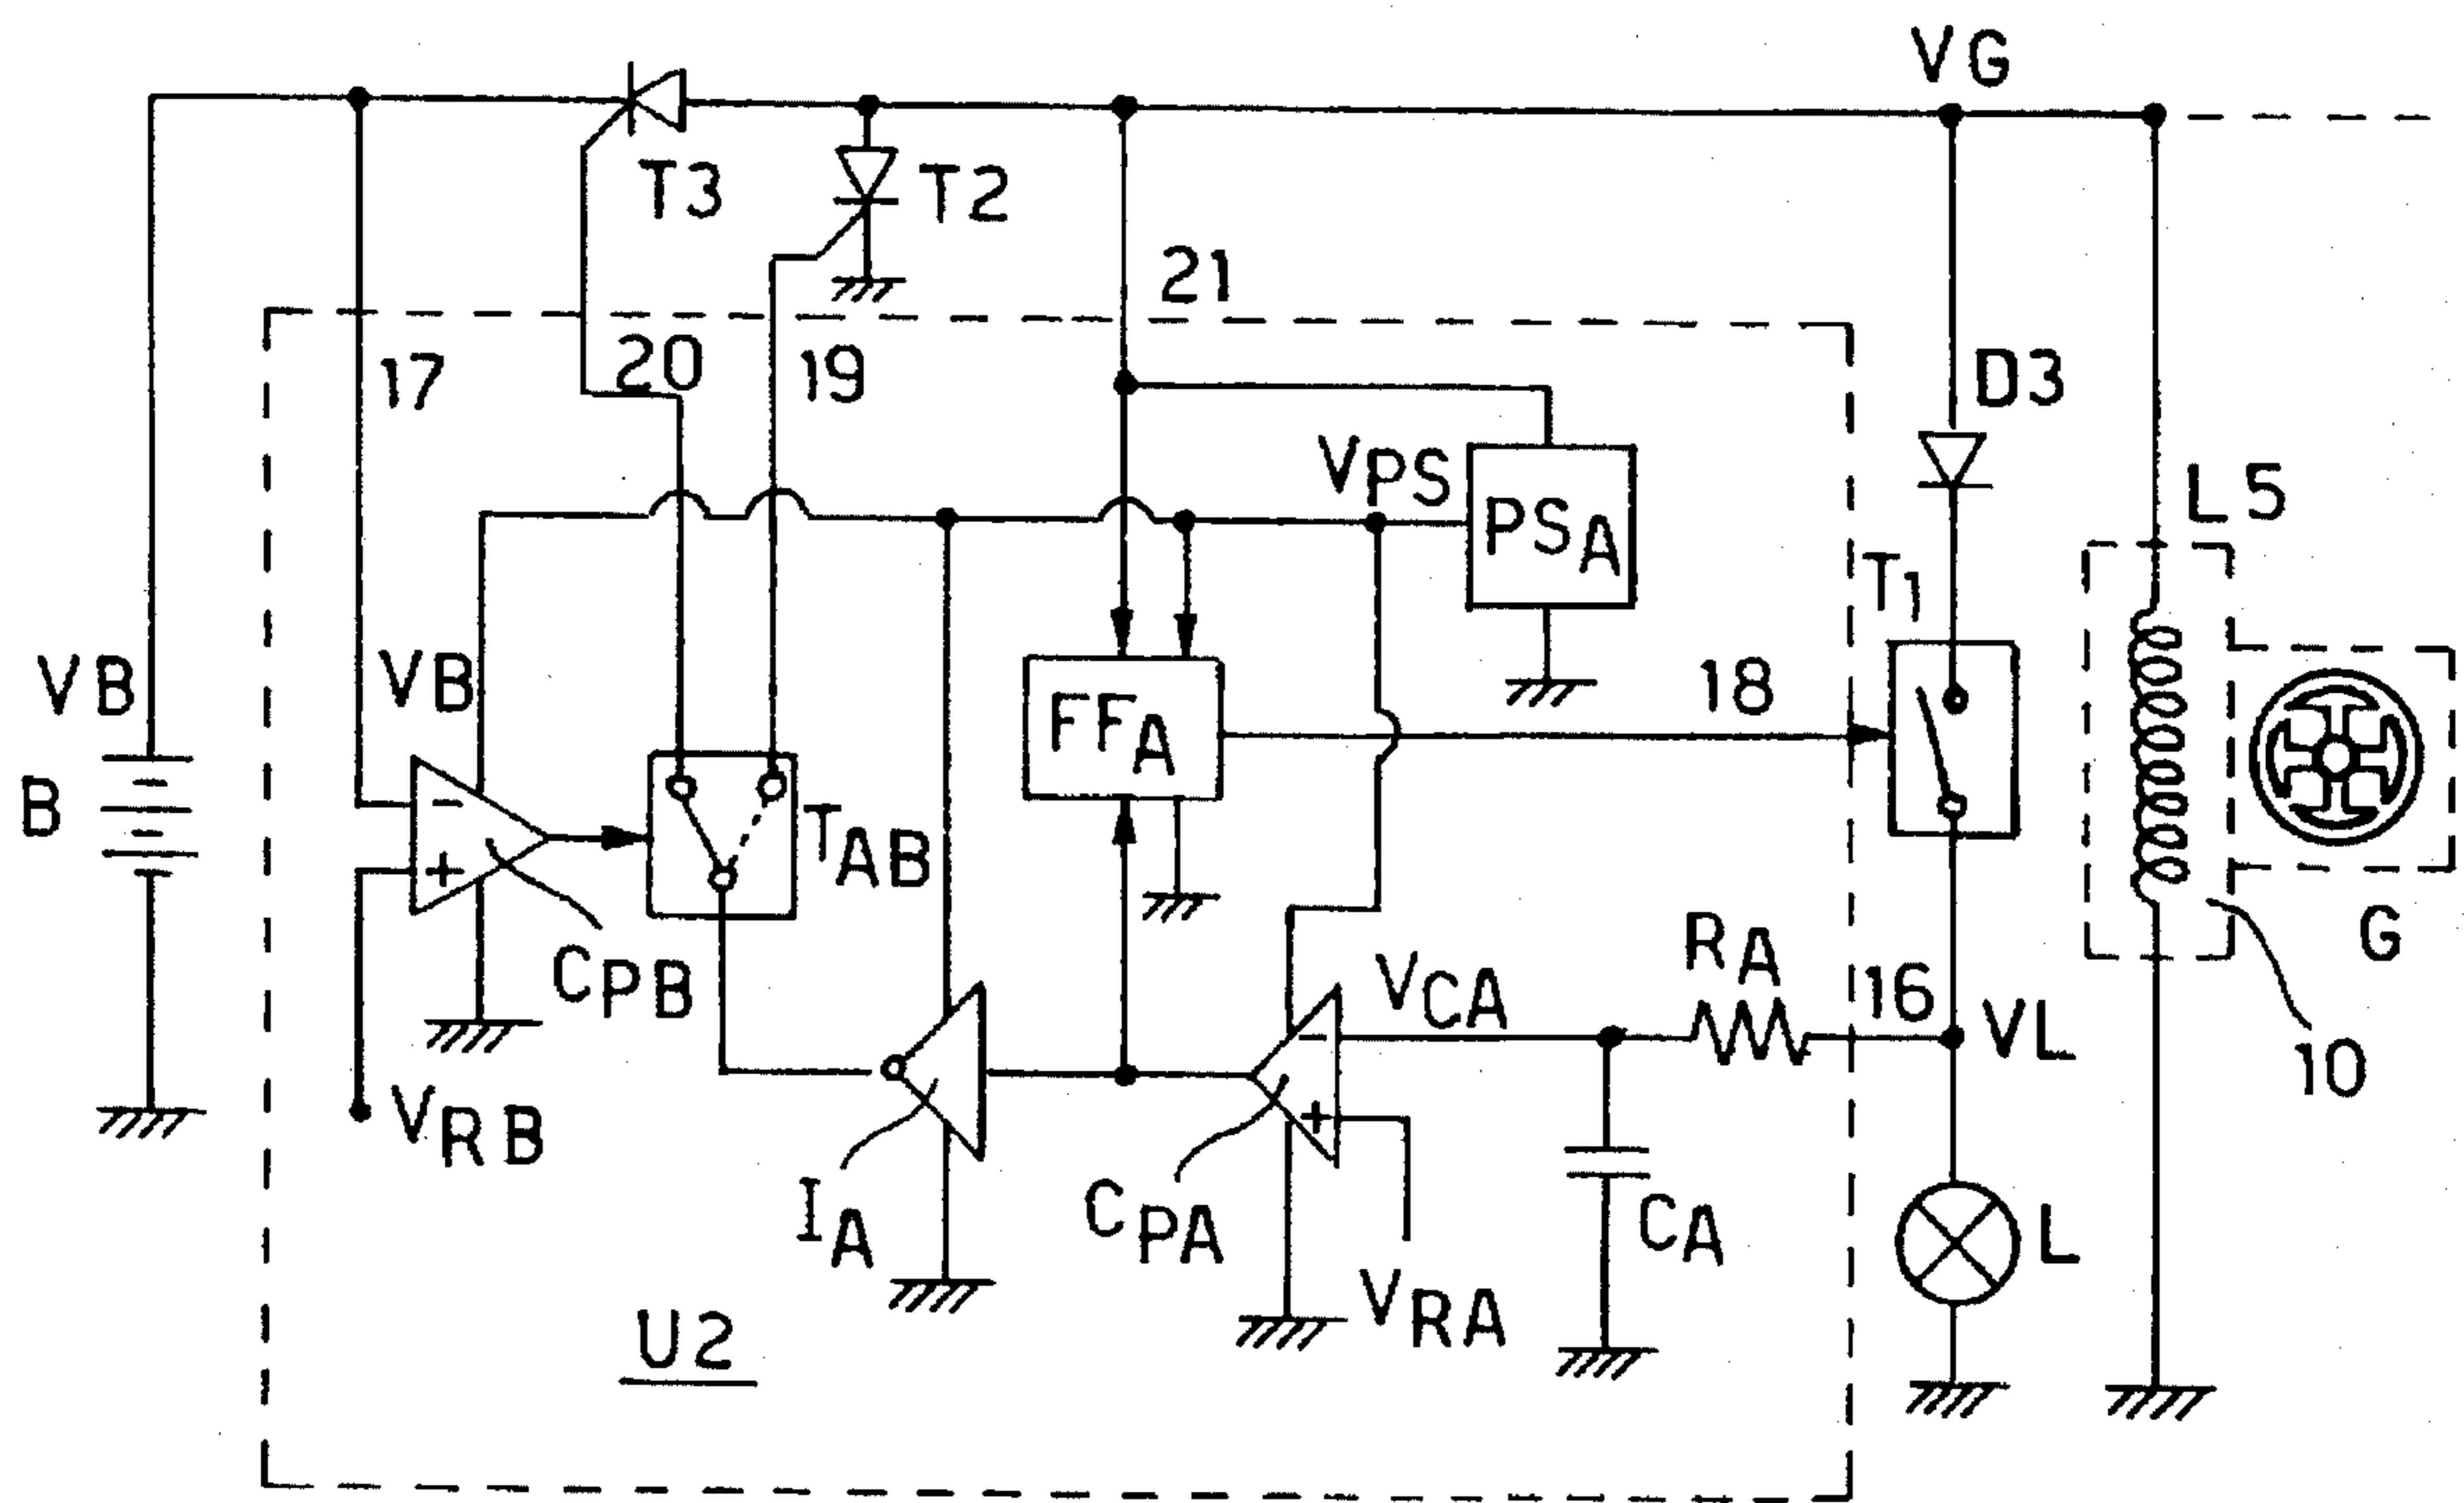 VG
T3
T2
21
17
20
19
D3
VPS
PSA
L5
T1
VB
VB
18
FFA
B
-
+
TAB
CPB
RA
G
VCA
16
VL
-
10
VRB
+
IA
CPA
CA
L
VRA
U2